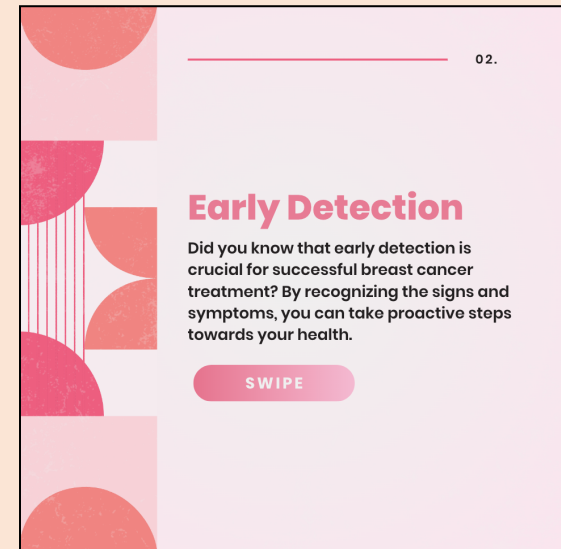 02.
Early Detection
Did you know that early detection is
crucial for successful breast cancer
treatment? By recognizing the signs and
symptoms, you can take proactive steps
towards your health.
SWIPE